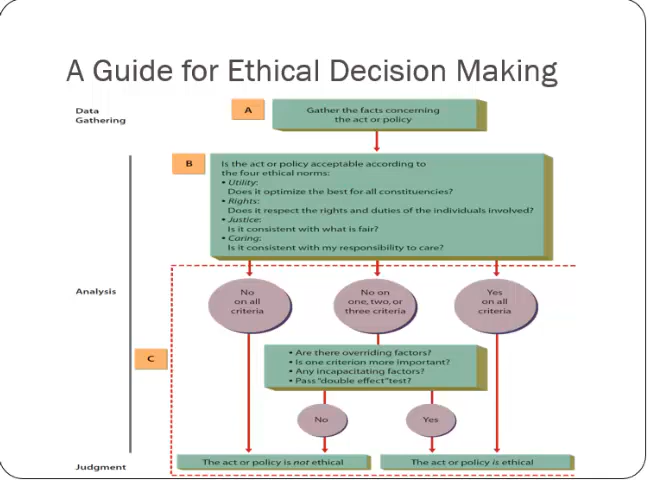 A Guide for Ethical Decision Making
Data
Gathering
A
Gather the facts concerning
the act or policy
B
Is the act or policy acceptable according to
the four ethical norms:
• Utility:
Does it optimize the best for all constituencies?
• Rights:
Does it respect the rights and duties of the individuals involved?
• Justice:
Is it consistent with what is fair?
• Caring:
Is it consistent with my responsibility to care?
Analysis
No
on all
criteria
No on
one, two, or
three criteria
Yes
on all
criteria
C
• Are there overriding factors?
• Is one criterion more important?
• Any incapacitating factors?
• Pass "double effect" test?
No
Yes
Judgment
The act or policy is not ethical
The act or policy is ethical